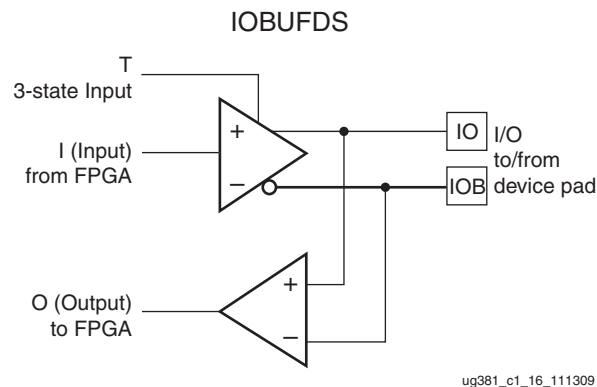 IOBUFDS
T
3-state Input
I (Input)
from FPGA
+
–
IO
IOB
I/O
to/from
device pad
O (Output)
to FPGA
+
–
ug381_c1_16_111309